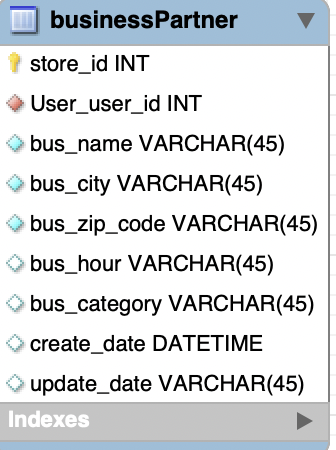 businessPartner
store_id INT
User_user_id INT
bus_name VARCHAR(45)
bus_city VARCHAR(45)
bus_zip_code VARCHAR(45)
bus_hour VARCHAR(45)
bus_category VARCHAR(45)
create_date DATETIME
update_date VARCHAR(45)
Indexes